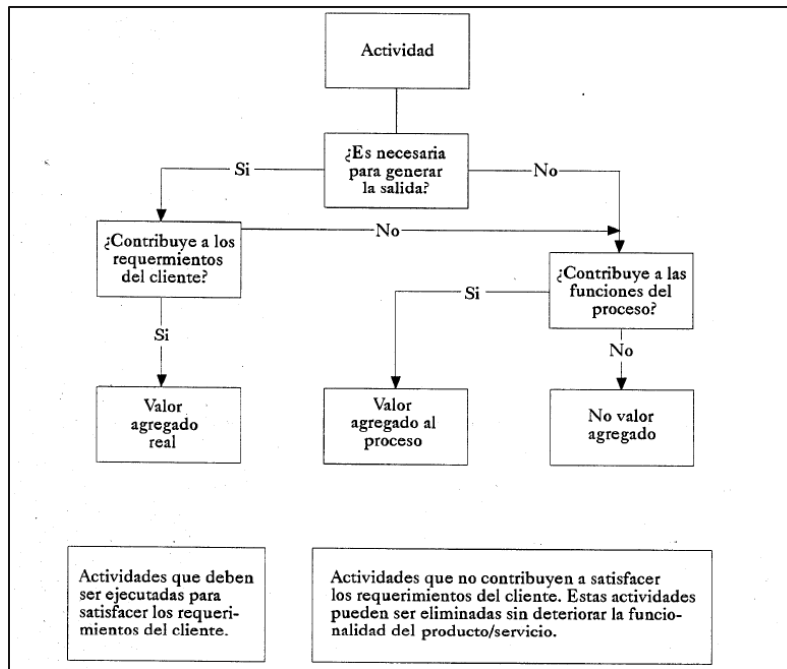 Actividad
¿Es necesaria
para generar
la salida?
Si
No
¿Contribuye a los
requermientos
del cliente?
No
¿Contribuye a las
funciones del
proceso?
Si
Si
No
Valor
agregado
real
Valor
agregado al
proceso
No valor
agregado
Actividades que deben
ser ejecutadas para
satisfacer los requeri-
mientos del cliente.
Actividades que no contribuyen a satisfacer
los requerimientos del cliente. Estas actividades
pueden ser eliminadas sin deteriorar la funcio-
nalidad del producto/servicio.